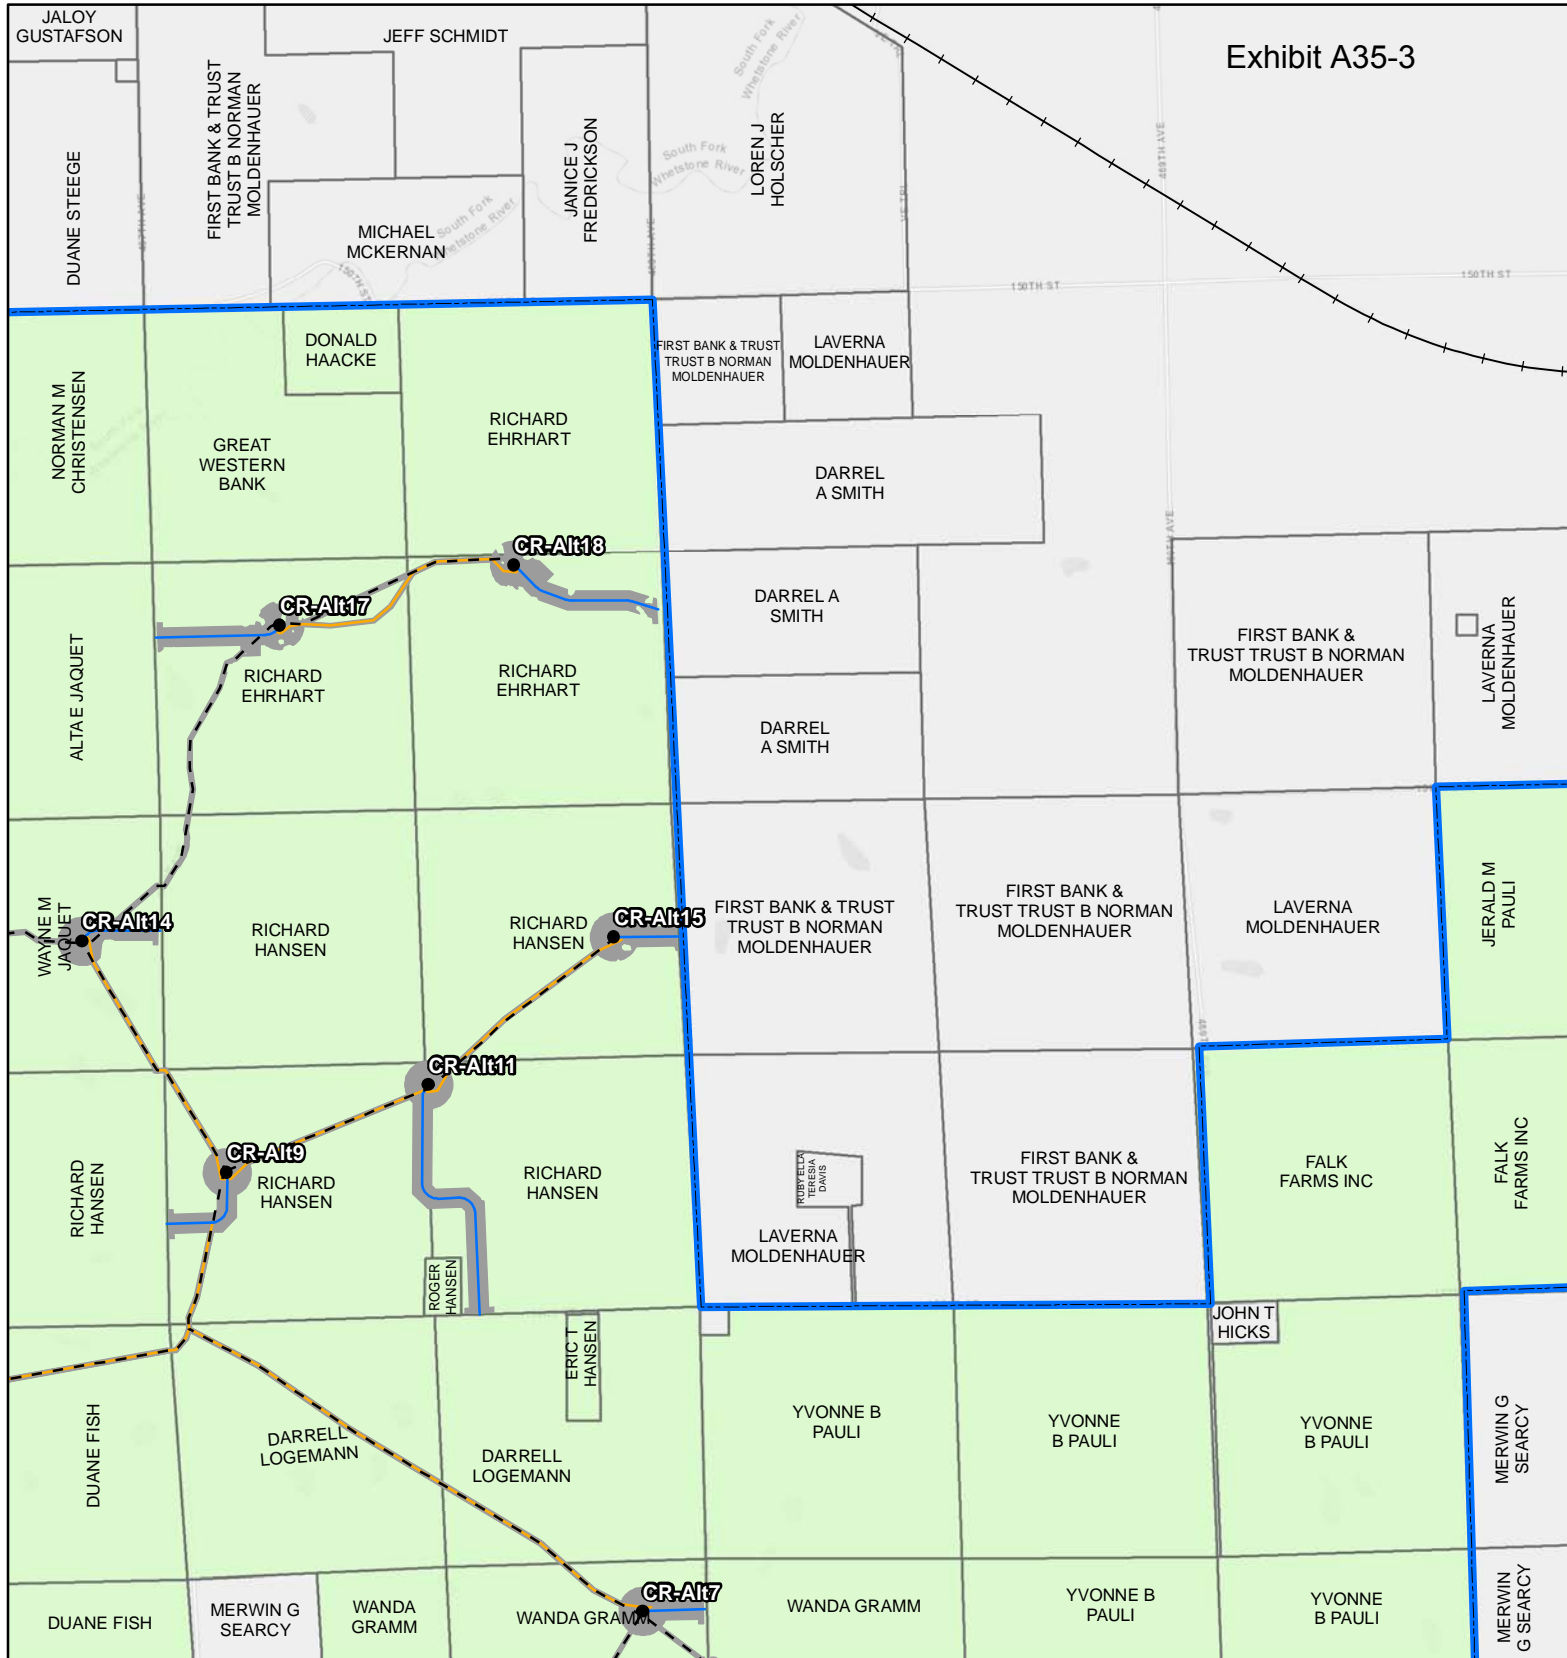 JALOY
GUSTAFSON
JEFF SCHMIDT
Exhibit A35-3
FIRST BANK & TRUST
TRUST B NORMAN
MOLDENHAUER
DUANE STEEGE
JANICE J
FREDRICKSON
LOREN J
HOLSCHER
South Fork
Whetstone River
South Fork
Whetstone River
South Fork
Whetstone River
MICHAEL
MCKERNAN
469TH AVE
150TH ST
150TH ST
150TH ST
DONALD
HAACKE
NORMAN M
CHRISTENSEN
GREAT
WESTERN
BANK
RICHARD
EHRHART
FIRST BANK & TRUST
TRUST B NORMAN
MOLDENHAUER
LAVERNA
MOLDENHAUER
DARREL
A SMITH
CR-Alt18
CR-Alt17
ALTA E JAQUET
RICHARD
EHRHART
RICHARD
EHRHART
DARREL A
SMITH
DARREL
A SMITH
FIRST BANK &
TRUST TRUST B NORMAN
MOLDENHAUER
LAVERNA
MOLDENHAUER
WAYNE M
JAQUET
CR-Alt14
RICHARD
HANSEN
RICHARD
HANSEN
CR-Alt15
FIRST BANK & TRUST
TRUST B NORMAN
MOLDENHAUER
FIRST BANK &
TRUST TRUST B NORMAN
MOLDENHAUER
LAVERNA
MOLDENHAUER
JERALD M
PAULI
CR-Alt11
CR-Alt9
RICHARD
HANSEN
RICHARD
HANSEN
RICHARD
HANSEN
ROGER
HANSEN
RUBY ELLA
TERESIA
DAVIS
LAVERNA
MOLDENHAUER
FIRST BANK &
TRUST TRUST B NORMAN
MOLDENHAUER
FALK
FARMS INC
FALK
FARMS INC
ERIC T
HANSEN
JOHN T
HICKS
DUANE FISH
DARRELL
LOGEMANN
DARRELL
LOGEMANN
YVONNE B
PAULI
YVONNE
B PAULI
YVONNE
B PAULI
MERWIN G
SEARCY
DUANE FISH
MERWIN G
SEARCY
WANDA
GRAMM
WANDA GRAMM
CR-Alt7
WANDA GRAMM
YVONNE B
PAULI
YVONNE
B PAULI
MERWIN
G SEARCY